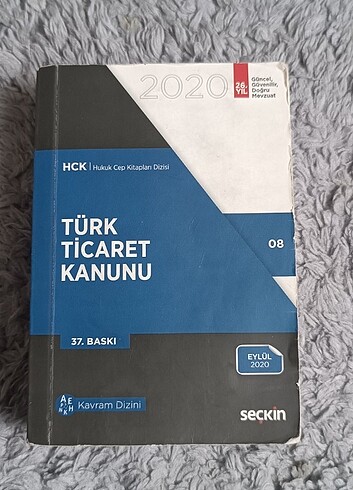 2020
26. YIL
Güncel,
Güvenilir,
Doğru
Mevzuat
HCK | Hukuk Cep Kitapları Dizisi
TÜRK
TİCARET
KANUNU
08
37. BASKI
EYLÜL
2020
Kavram Dizini
seçkin